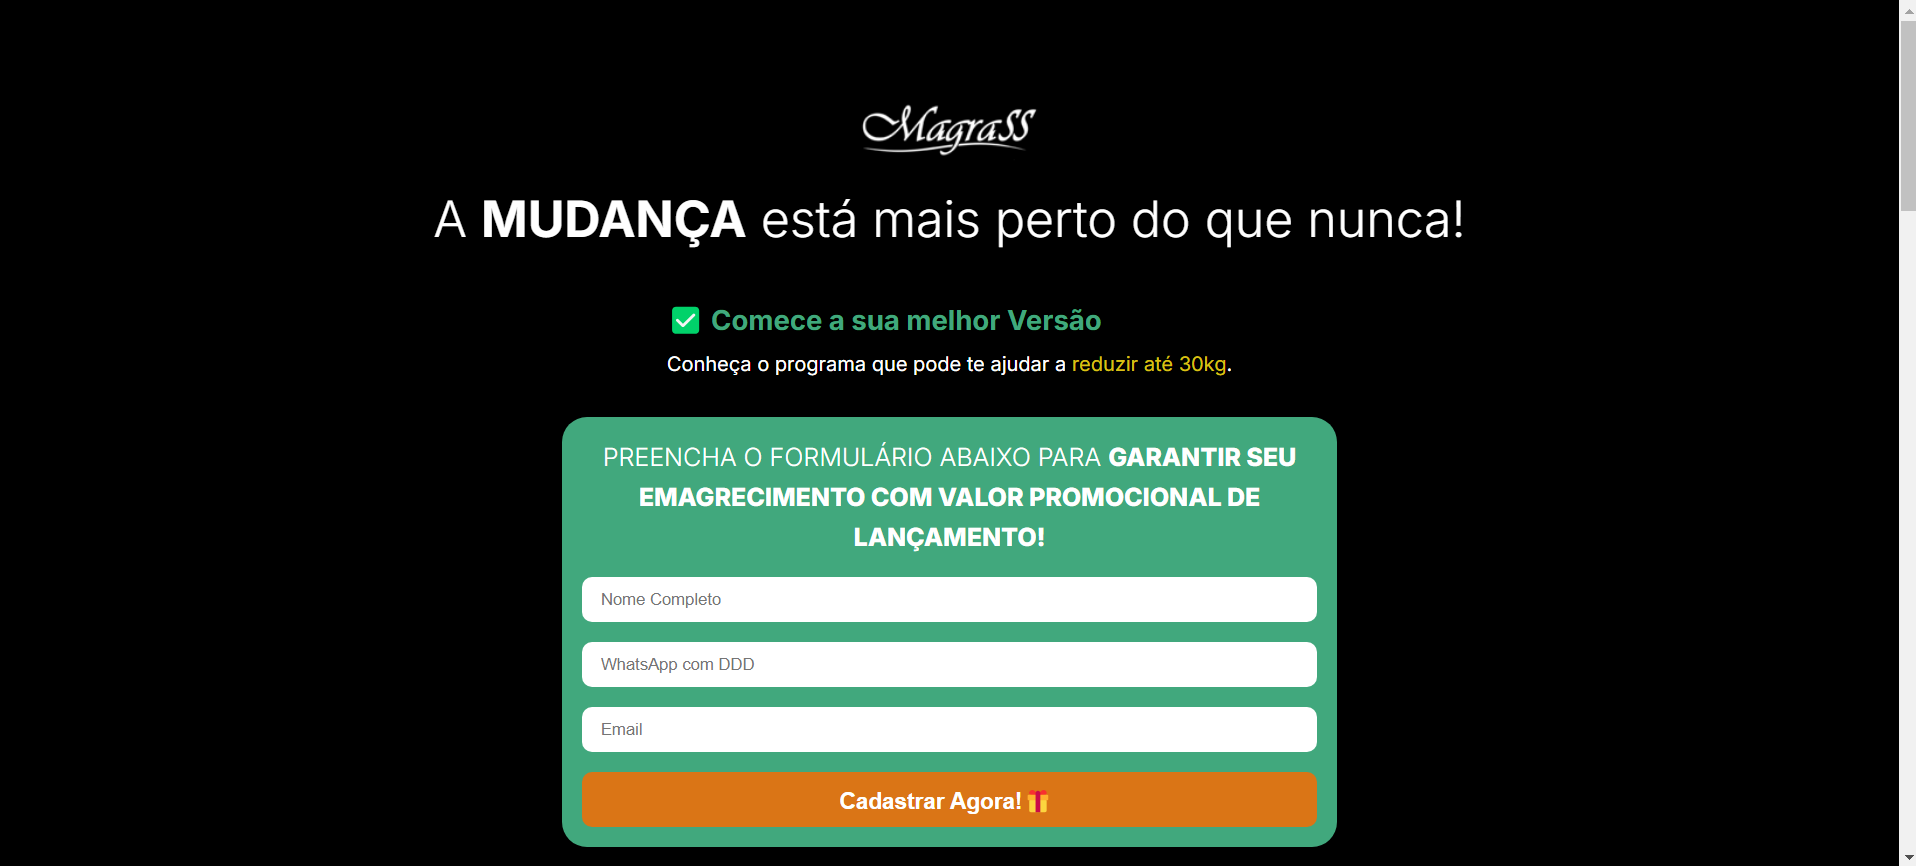 MagraSS
A MUDANÇA está mais perto do que nunca!
✅ Comece a sua melhor Versão
Conheça o programa que pode te ajudar a reduzir até 30kg.
PREENCHA O FORMULÁRIO ABAIXO PARA GARANTIR SEU
EMAGRECIMENTO COM VALOR PROMOCIONAL DE
LANÇAMENTO!
Nome Completo
WhatsApp com DDD
Email
Cadastrar Agora!🎁